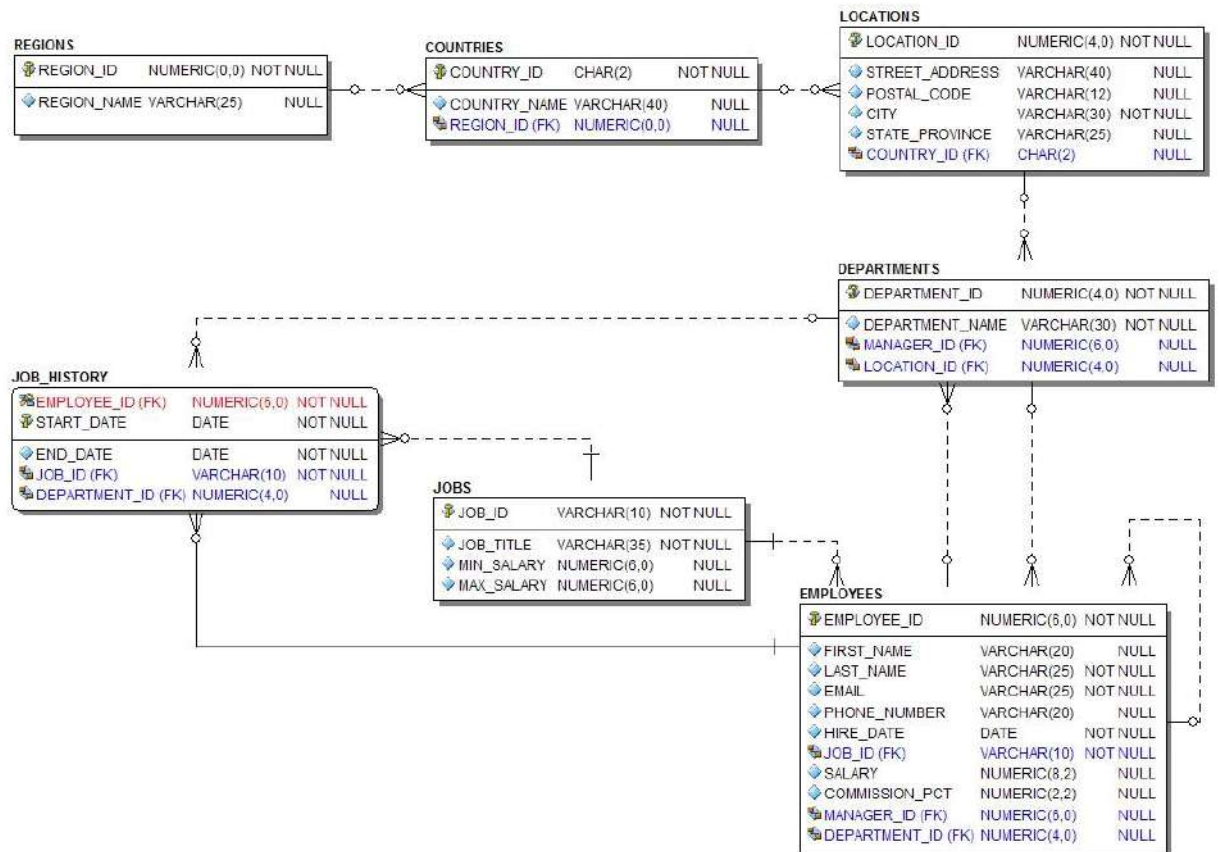 REGIONS
REGION_ID NUMERIC(0,0) NOT NULL
REGION_NAME VARCHAR(25) NULL
COUNTRIES
COUNTRY_ID CHAR(2) NOT NULL
COUNTRY_NAME VARCHAR(40) NULL
REGION_ID (FK) NUMERIC(0,0) NULL
LOCATIONS
LOCATION_ID NUMERIC(4,0) NOT NULL
STREET_ADDRESS VARCHAR(40) NULL
POSTAL_CODE VARCHAR(12) NULL
CITY VARCHAR(30) NOT NULL
STATE_PROVINCE VARCHAR(25) NULL
COUNTRY_ID (FK) CHAR(2) NULL
DEPARTMENTS
DEPARTMENT_ID NUMERIC(4,0) NOT NULL
DEPARTMENT_NAME VARCHAR(30) NOT NULL
MANAGER_ID (FK) NUMERIC(6,0) NULL
LOCATION_ID (FK) NUMERIC(4,0) NULL
JOB_HISTORY
EMPLOYEE_ID (FK) NUMERIC(6,0) NOT NULL
START_DATE DATE NOT NULL
END_DATE DATE NOT NULL
JOB_ID (FK) VARCHAR(10) NOT NULL
DEPARTMENT_ID (FK) NUMERIC(4,0) NULL
JOBS
JOB_ID VARCHAR(10) NOT NULL
JOB_TITLE VARCHAR(35) NOT NULL
MIN_SALARY NUMERIC(6,0) NULL
MAX_SALARY NUMERIC(6,0) NULL
EMPLOYEES
EMPLOYEE_ID NUMERIC(6,0) NOT NULL
FIRST_NAME VARCHAR(20) NULL
LAST_NAME VARCHAR(25) NOT NULL
EMAIL VARCHAR(25) NOT NULL
PHONE_NUMBER VARCHAR(20) NULL
HIRE_DATE DATE NOT NULL
JOB_ID (FK) VARCHAR(10) NOT NULL
SALARY NUMERIC(8,2) NULL
COMMISSION_PCT NUMERIC(2,2) NULL
MANAGER_ID (FK) NUMERIC(6,0) NULL
DEPARTMENT_ID (FK) NUMERIC(4,0) NULL